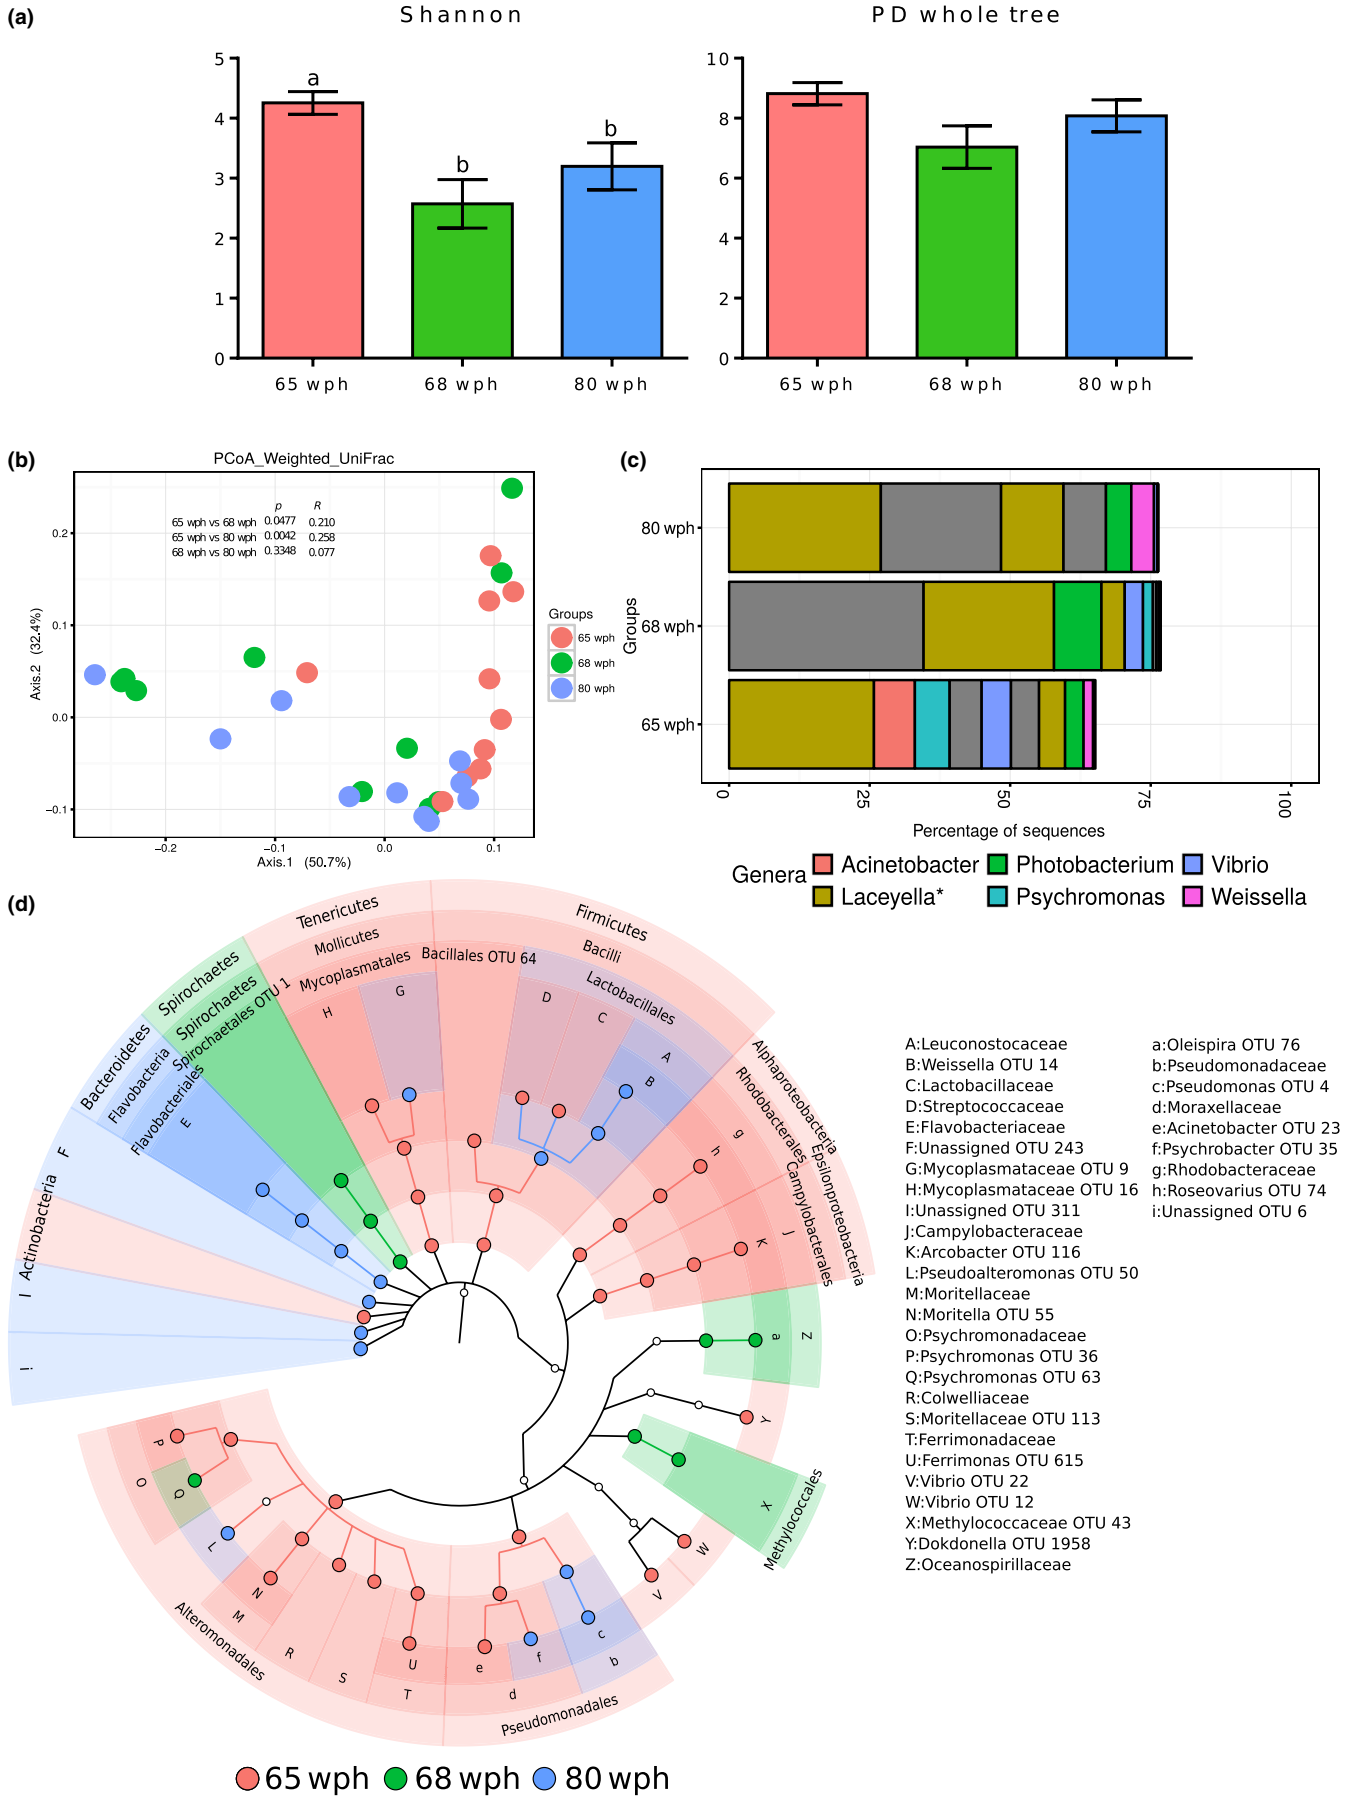 (a)
Shannon
PD whole tree
5
4
3
2
1
0
a
b
b
65 wph
68 wph
80 wph
10
8
6
4
2
0
65 wph
68 wph
80 wph
(b)
PCoA_Weighted_UniFrac
p R
65 wph vs 68 wph 0.0477 0.210
65 wph vs 80 wph 0.0042 0.258
68 wph vs 80 wph 0.3348 0.077
0.2
0.1
0.0
−0.1
Axis.2 (32.4%)
−0.2
−0.1
0.0
0.1
Axis.1 (50.7%)
Groups
65 wph
68 wph
80 wph
(c)
Groups
80 wph
68 wph
65 wph
0
25
50
75
100
Percentage of sequences
Genera
Acinetobacter
Photobacterium
Vibrio
Laceyella*
Psychromonas
Weissella
(d)
Tenericutes
Mollicutes
Mycoplasmatales
H
G
Firmicutes
Bacilli
Bacillales OTU 64
Lactobacillales
D
C
A
B
Spirochaetes
Spirochaetes
Spirochaetales OTU 1
Bacteroidetes
Flavobacteria
Flavobacteriales
E
F
Actinobacteria
I
i
Alphaproteobacteria
Rhodobacterales
g
h
Epsilonproteobacteria
Campylobacterales
J
K
Z
a
Y
X
Methylococcales
W
V
Pseudomonadales
b
c
d
e
f
Alteromonadales
T
U
S
R
M
N
L
O
P
Q
A:Leuconostocaceae
B:Weissella OTU 14
C:Lactobacillaceae
D:Streptococcaceae
E:Flavobacteriaceae
F:Unassigned OTU 243
G:Mycoplasmataceae OTU 9
H:Mycoplasmataceae OTU 16
I:Unassigned OTU 311
J:Campylobacteraceae
K:Arcobacter OTU 116
L:Pseudoalteromonas OTU 50
M:Moritellaceae
N:Moritella OTU 55
O:Psychromonadaceae
P:Psychromonas OTU 36
Q:Psychromonas OTU 63
R:Colwelliaceae
S:Moritellaceae OTU 113
T:Ferrimonadaceae
U:Ferrimonas OTU 615
V:Vibrio OTU 22
W:Vibrio OTU 12
X:Methylococcaceae OTU 43
Y:Dokdonella OTU 1958
Z:Oceanospirillaceae
a:Oleispira OTU 76
b:Pseudomonadaceae
c:Pseudomonas OTU 4
d:Moraxellaceae
e:Acinetobacter OTU 23
f:Psychrobacter OTU 35
g:Rhodobacteraceae
h:Roseovarius OTU 74
i:Unassigned OTU 6
65 wph
68 wph
80 wph